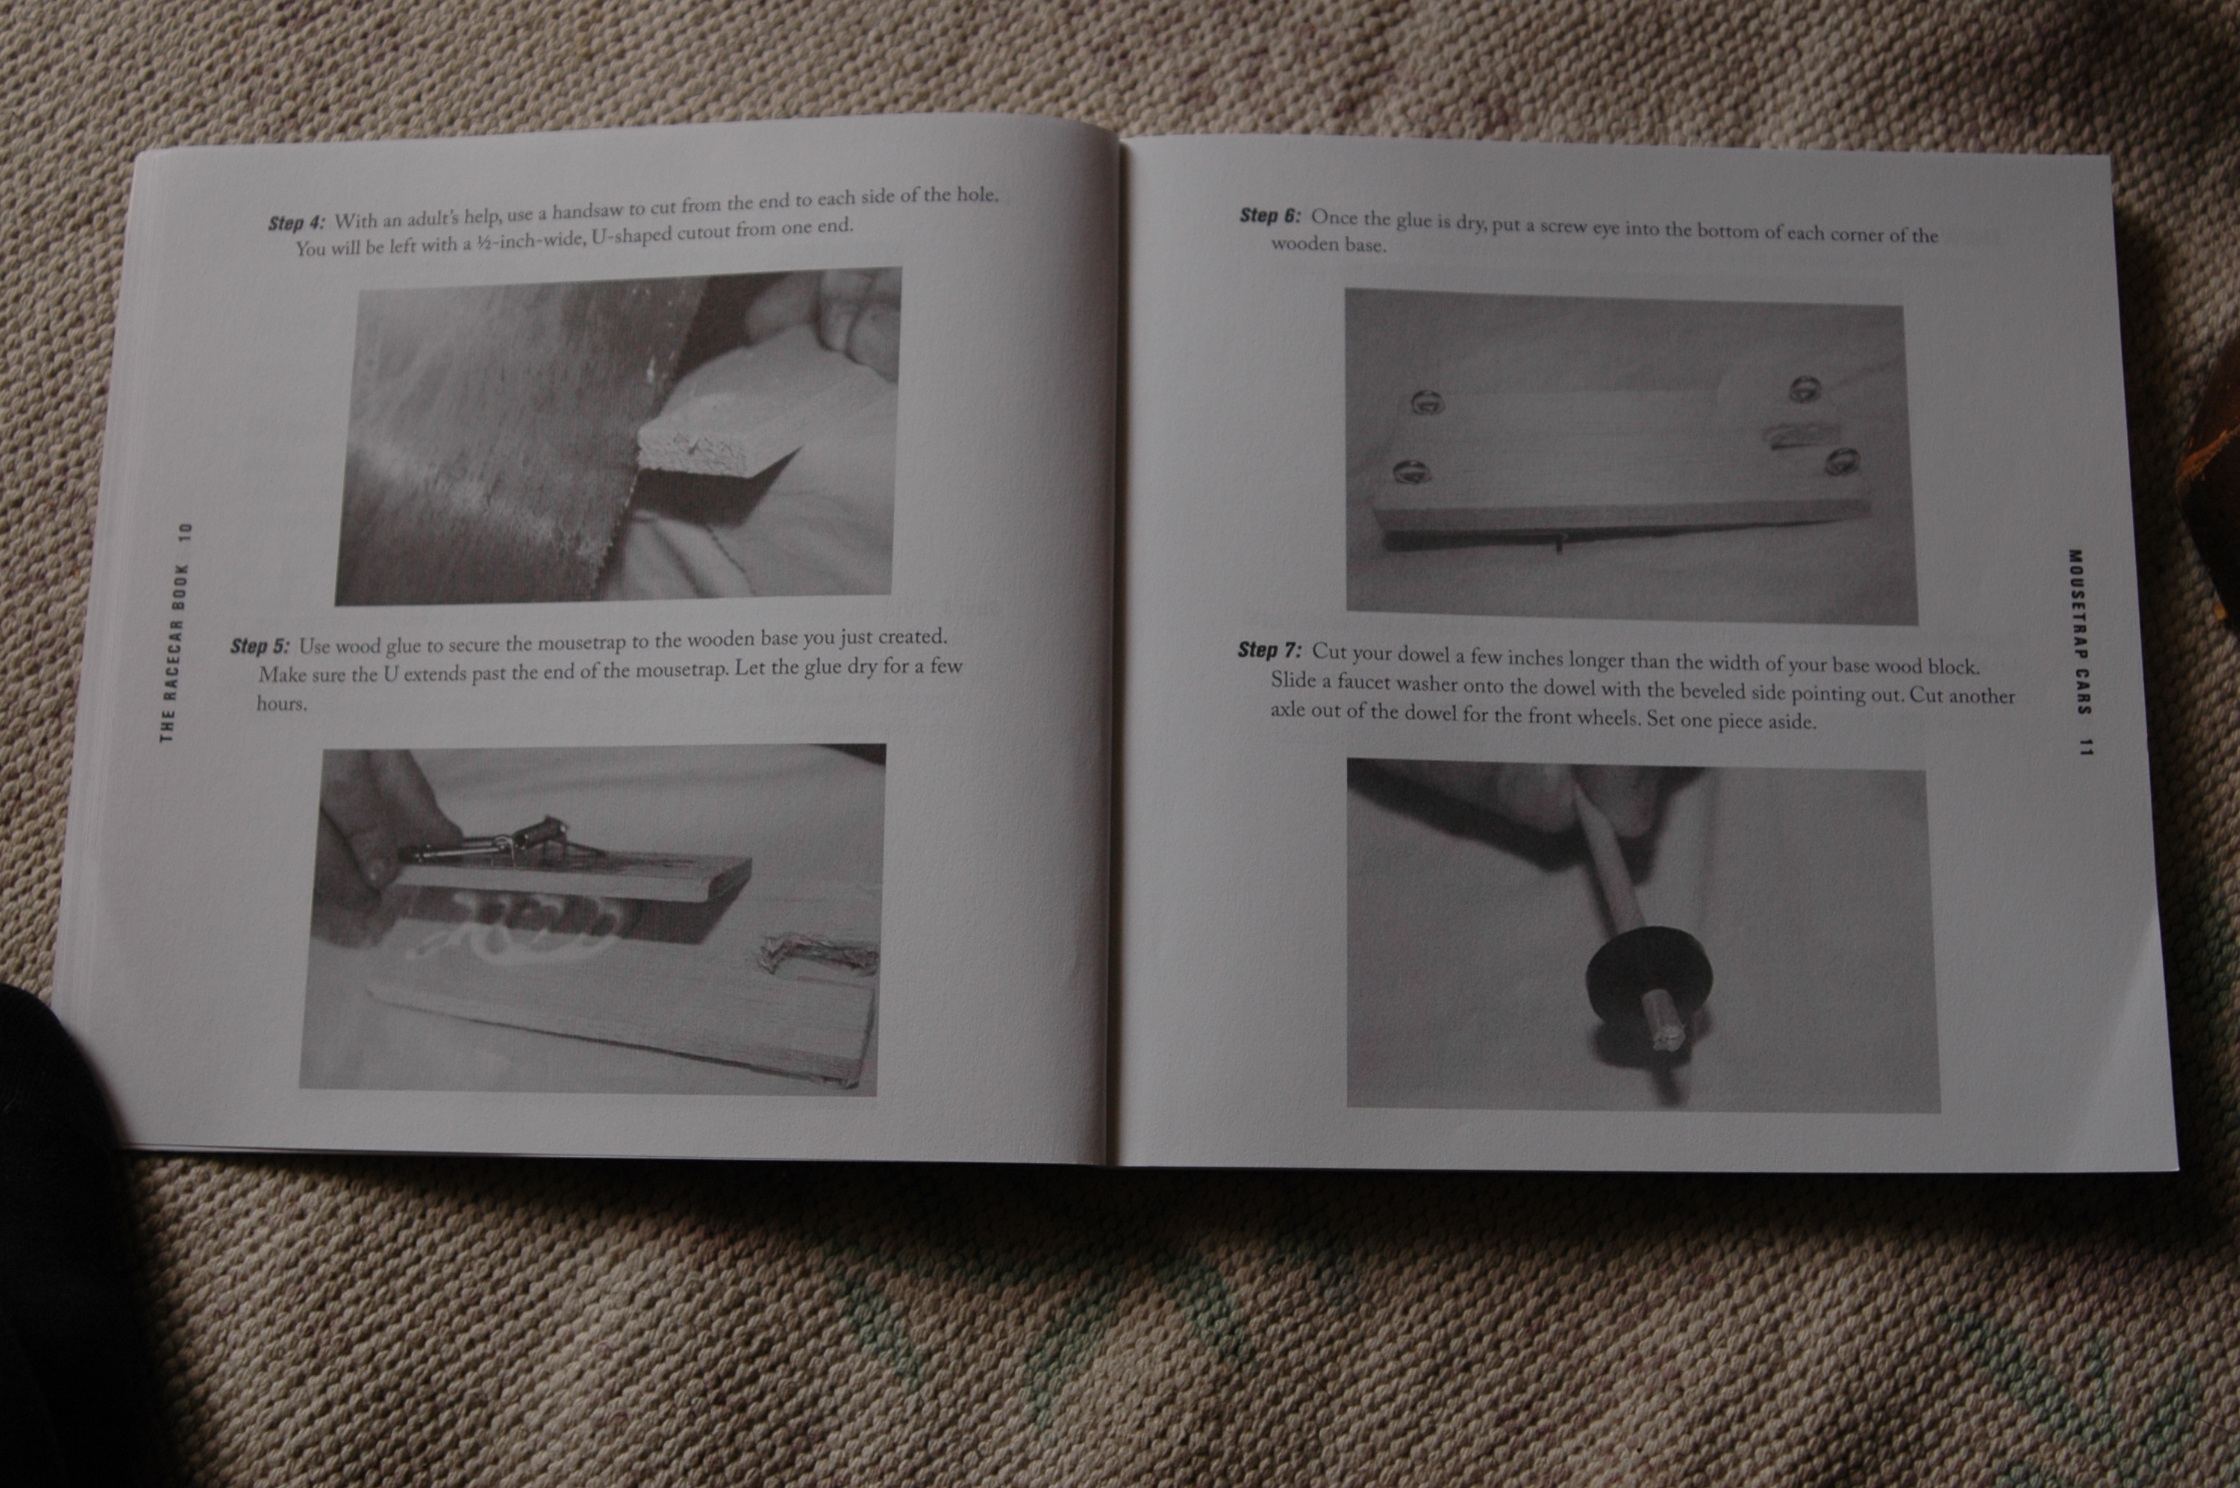 Step 4: With an adult's help, use a handsaw to cut from the end to each side of the hole.
You will be left with a ½-inch-wide, U-shaped cutout from one end.
Step 5: Use wood glue to secure the mousetrap to the wooden base you just created.
Make sure the U extends past the end of the mousetrap. Let the glue dry for a few
hours.
THE RACECAR BOOK 10
Step 6: Once the glue is dry, put a screw eye into the bottom of each corner of the
wooden base.
Step 7: Cut your dowel a few inches longer than the width of your base wood block.
Slide a faucet washer onto the dowel with the beveled side pointing out. Cut another
axle out of the dowel for the front wheels. Set one piece aside.
MOUSETRAP CARS 11